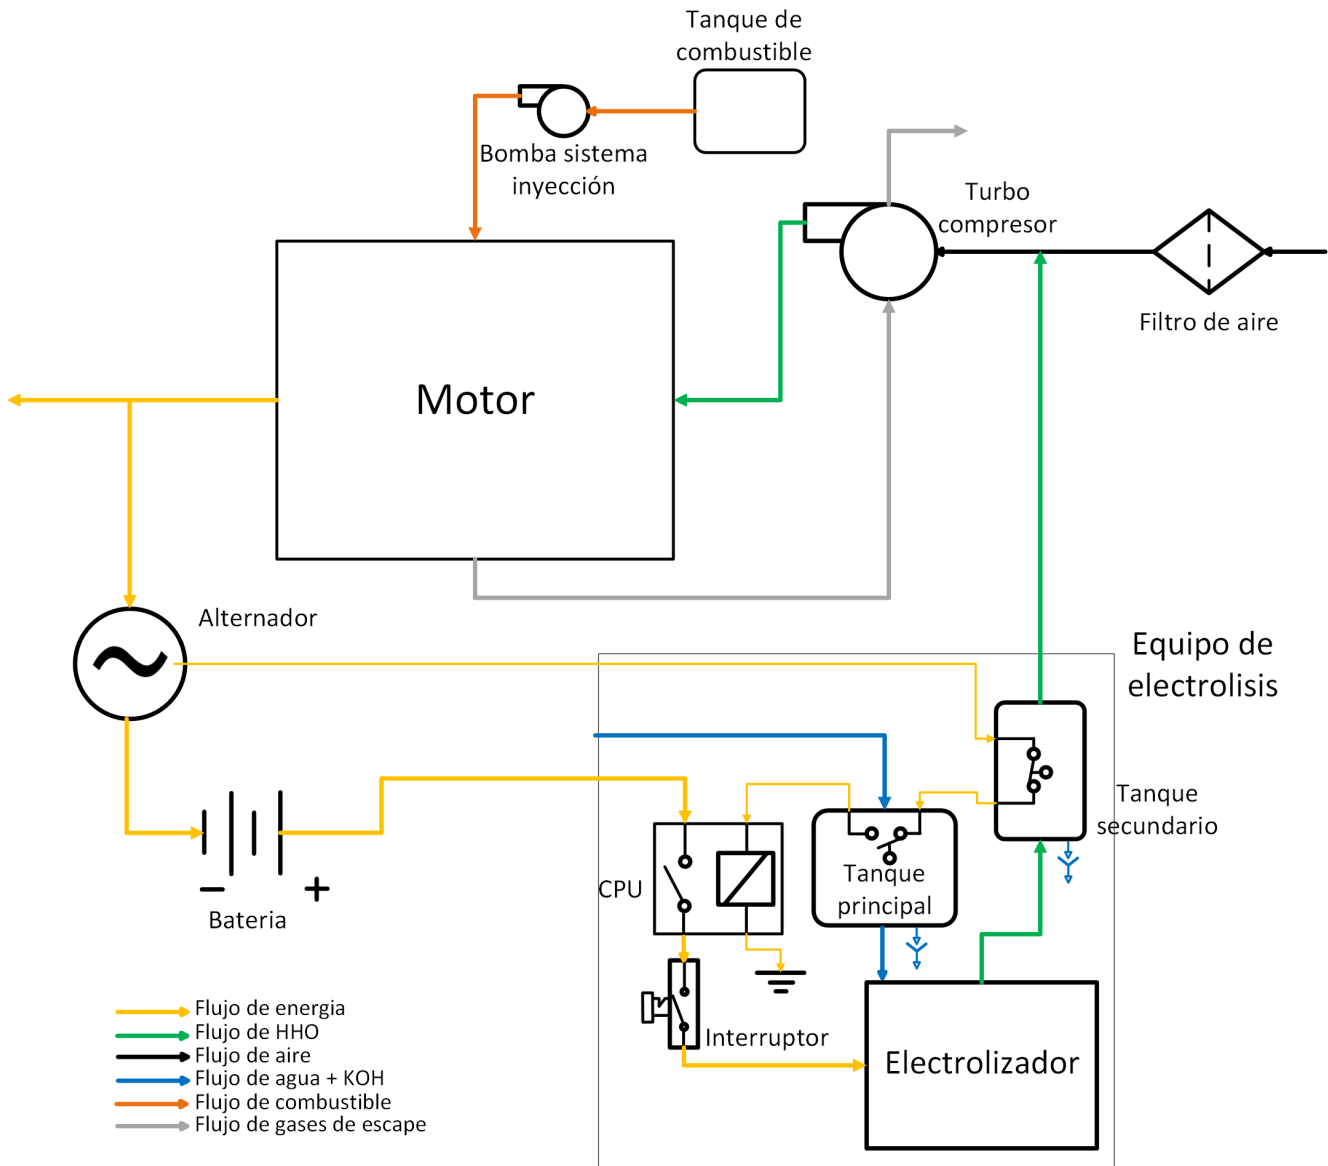 Tanque de
combustible
Bomba sistema
inyección
Turbo
compresor
Filtro de aire
Motor
Alternador
Equipo de
electrolisis
Tanque
secundario
CPU
Tanque
principal
Bateria
Interruptor
Electrolizador
Flujo de energia
Flujo de HHO
Flujo de aire
Flujo de agua + KOH
Flujo de combustible
Flujo de gases de escape